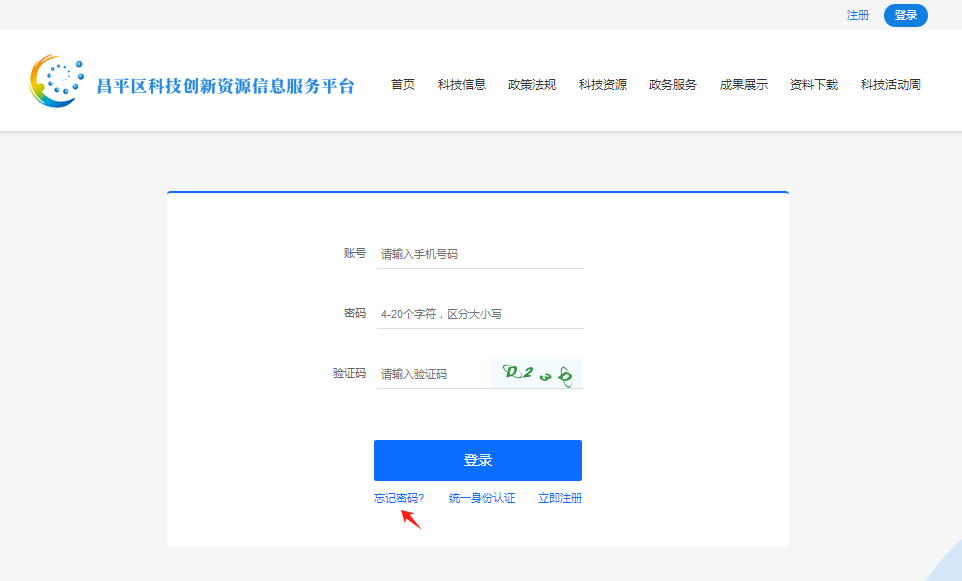 注册 登录
昌平区科技创新资源信息服务平台 首页 科技信息 政策法规 科技资源 政务服务 成果展示 资料下载 科技活动周
账号 请输入手机号码
密码 4-20个字符，区分大小写
验证码 请输入验证码
登录
忘记密码? 统一身份认证 立即注册